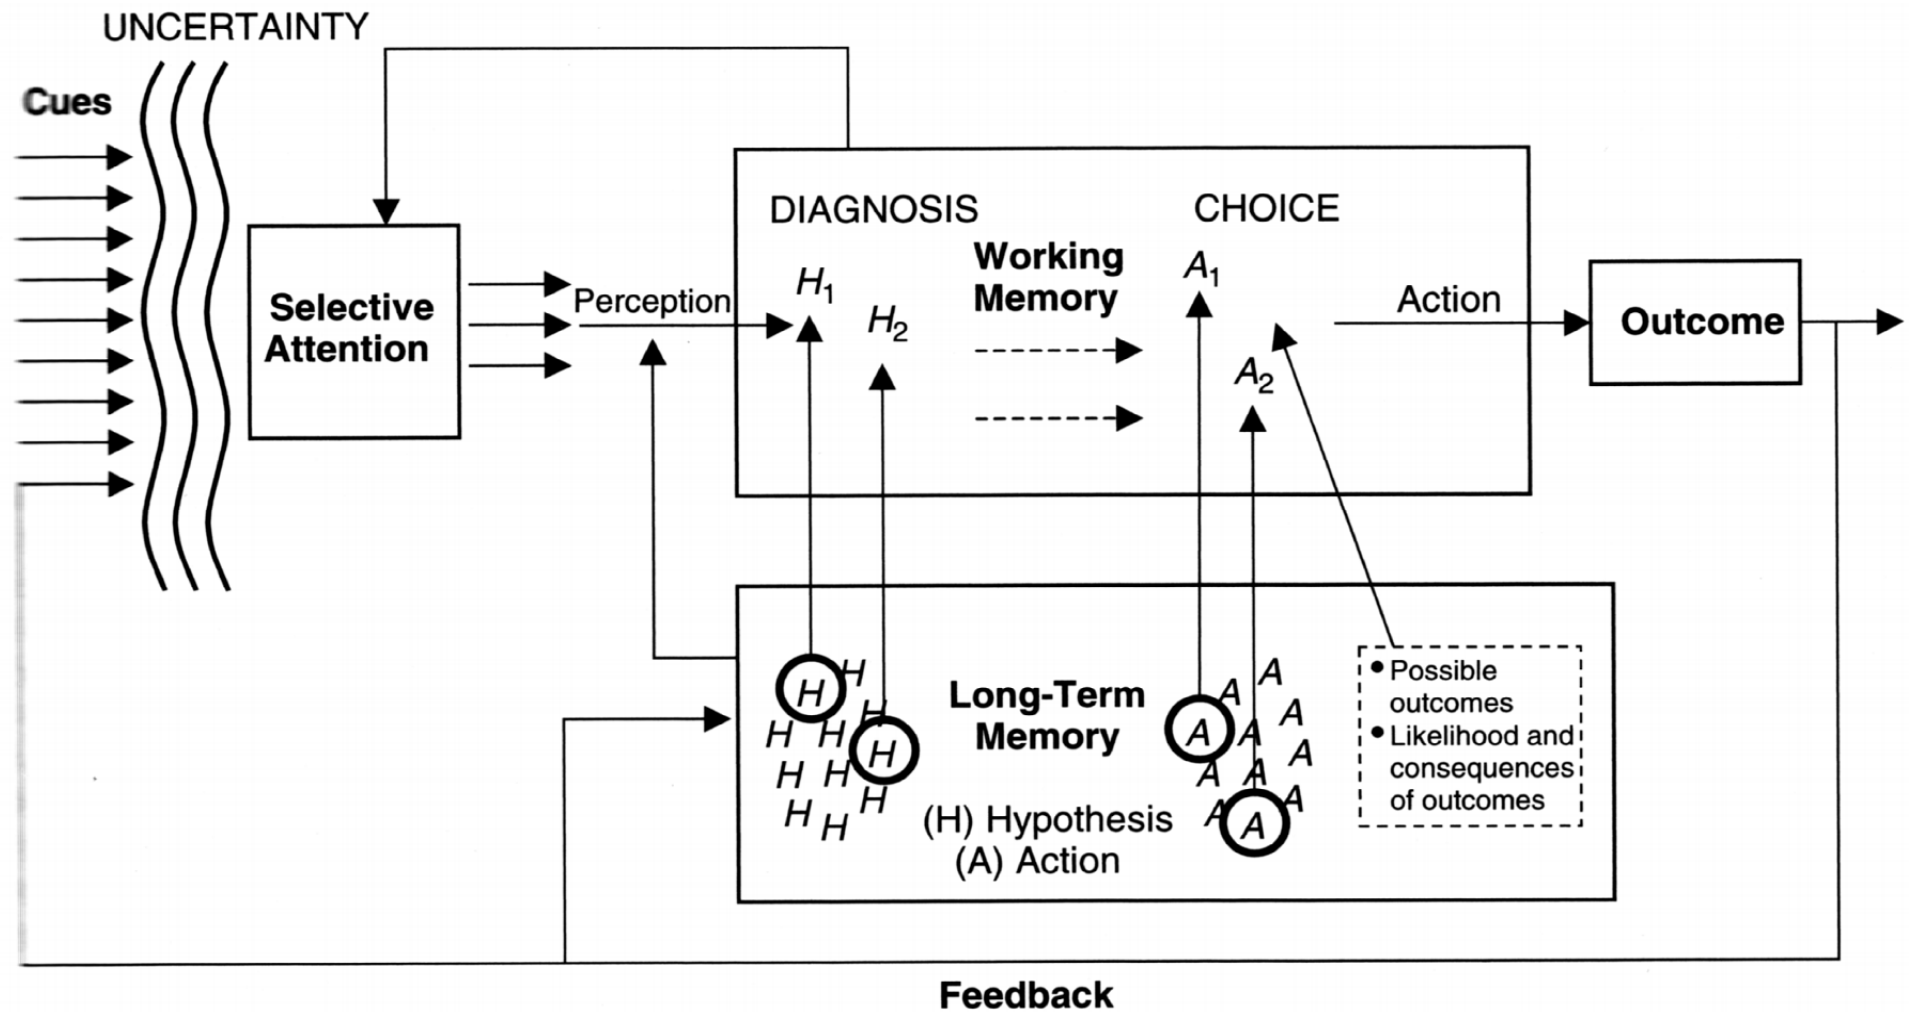 UNCERTAINTY
Cues
Selective
Attention
Perception
DIAGNOSIS
CHOICE
Working
Memory
H1
H2
A1
A2
Action
Outcome
Long-Term
Memory
(H) Hypothesis
(A) Action
H
H
H
H
H
H
H
H
H
H
H
A
A
A
A
A
A
A
A
A
A
A
• Possible
outcomes
• Likelihood and
consequences
of outcomes
Feedback